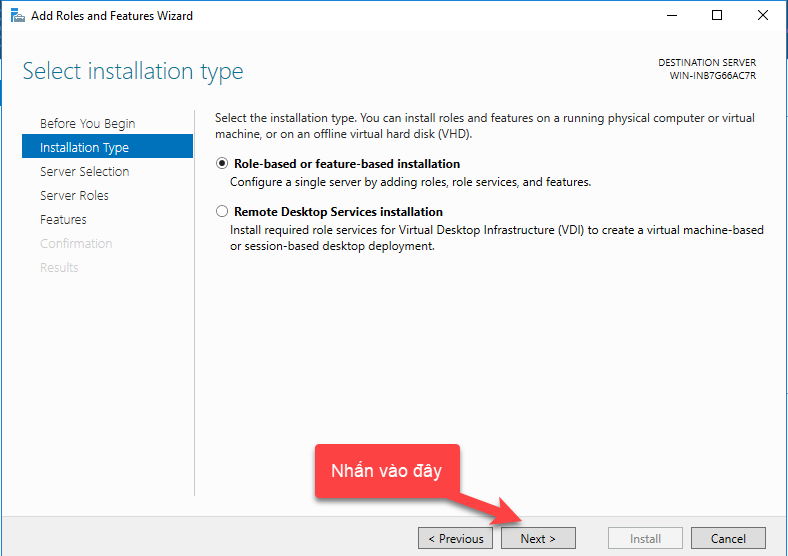 Add Roles and Features Wizard
Select installation type
DESTINATION SERVER
WIN-INB7G66AC7R
Before You Begin
Installation Type
Server Selection
Server Roles
Features
Confirmation
Results
Select the installation type. You can install roles and features on a running physical computer or virtual
machine, or on an offline virtual hard disk (VHD).
Role-based or feature-based installation
Configure a single server by adding roles, role services, and features.
Remote Desktop Services installation
Install required role services for Virtual Desktop Infrastructure (VDI) to create a virtual machine-based
or session-based desktop deployment.
Nhấn vào đây
< Previous
Next >
Install
Cancel